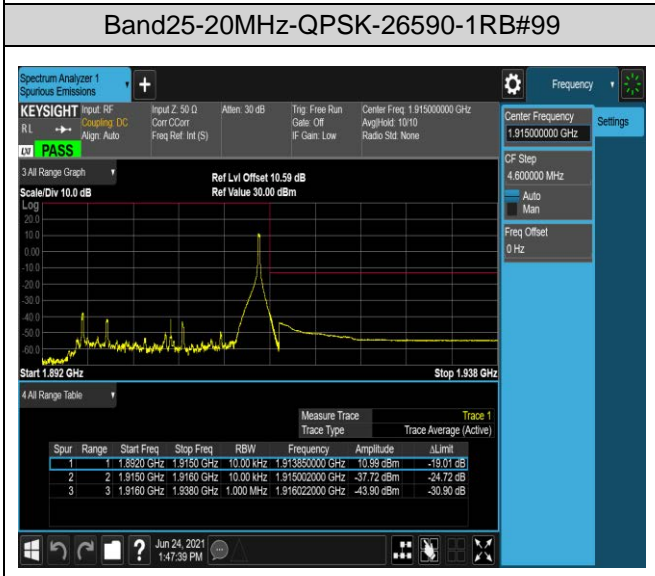 Band25-20MHz-QPSK-26590-1RB#99
Spectrum Analyzer 1
Spurious Emissions
+
Frequency
KEYSIGHT Input: RF Input Z: 50 Ω Atten: 30 dB Trig: Free Run Center Freq: 1.915000000 GHz
RL Coupling: DC Corr CCorr Gate: Off Avg|Hold: 10/10
Align: Auto Freq Ref: Int (S) IF Gain: Low Radio Std: None
LXI PASS
Center Frequency
1.915000000 GHz
Settings
CF Step
4.600000 MHz
Auto
Man
Freq Offset
0 Hz
3 All Range Graph
Ref Lvl Offset 10.59 dB
Scale/Div 10.0 dB Ref Value 30.00 dBm
Log
20.0
10.0
0.00
-10.0
-20.0
-30.0
-40.0
-50.0
-60.0
Start 1.892 GHz Stop 1.938 GHz
4 All Range Table
Measure Trace Trace 1
Trace Type Trace Average (Active)
Spur Range Start Freq Stop Freq RBW Frequency Amplitude ΔLimit
1 1 1.8920 GHz 1.9150 GHz 10.00 kHz 1.913850000 GHz 10.99 dBm -19.01 dB
2 2 1.9150 GHz 1.9160 GHz 10.00 kHz 1.915002000 GHz -37.72 dBm -24.72 dB
3 3 1.9160 GHz 1.9380 GHz 1.000 MHz 1.916022000 GHz -43.90 dBm -30.90 dB
?
Jun 24, 2021
1:47:39 PM